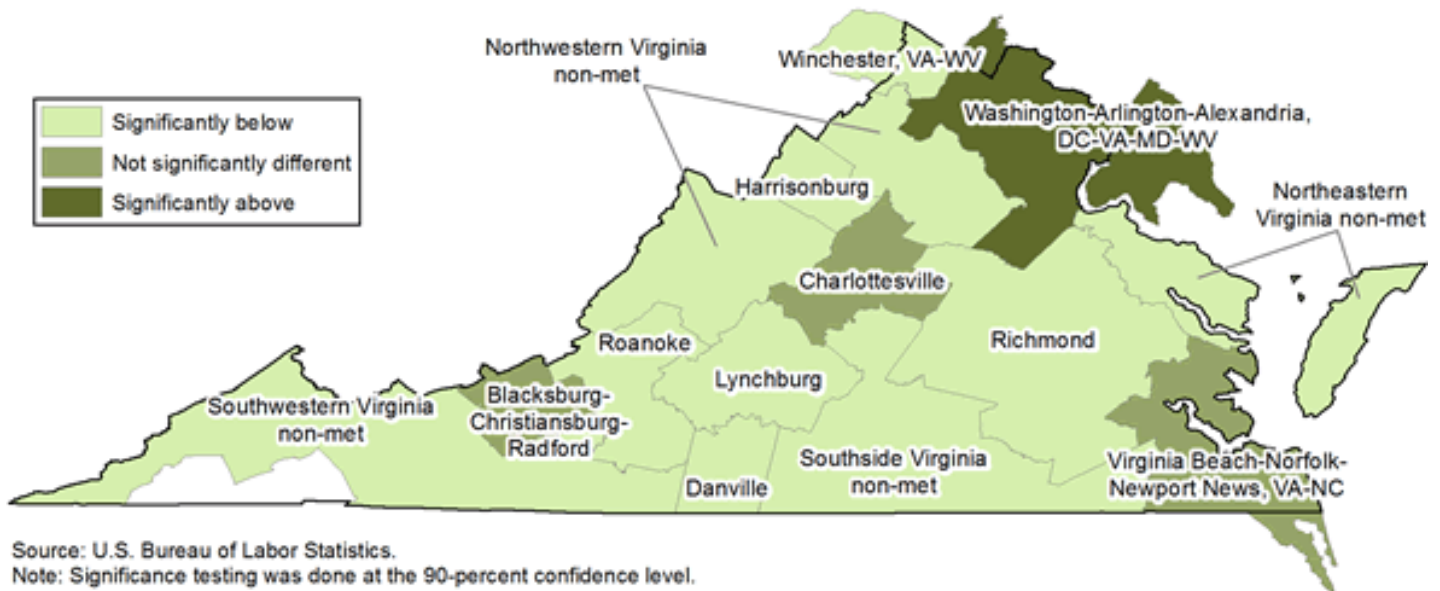 Northwestern Virginia
non-met
Winchester, VA-WV
Significantly below
Not significantly different
Significantly above
Washington-Arlington-Alexandria,
DC-VA-MD-WV
Harrisonburg
Northeastern
Virginia non-met
Charlottesville
Roanoke
Richmond
Lynchburg
Blacksburg-
Christiansburg-
Radford
Southwestern Virginia
non-met
Southside Virginia
non-met
Danville
Virginia Beach-Norfolk-
Newport News, VA-NC
Source: U.S. Bureau of Labor Statistics.
Note: Significance testing was done at the 90-percent confidence level.